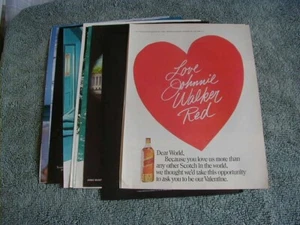 Love
Johnnie
Walker
Red
Dear World,
Because you love us more than
any other Scotch in the world,
we thought we'd take this opportunity
to ask you to be our Valentine.